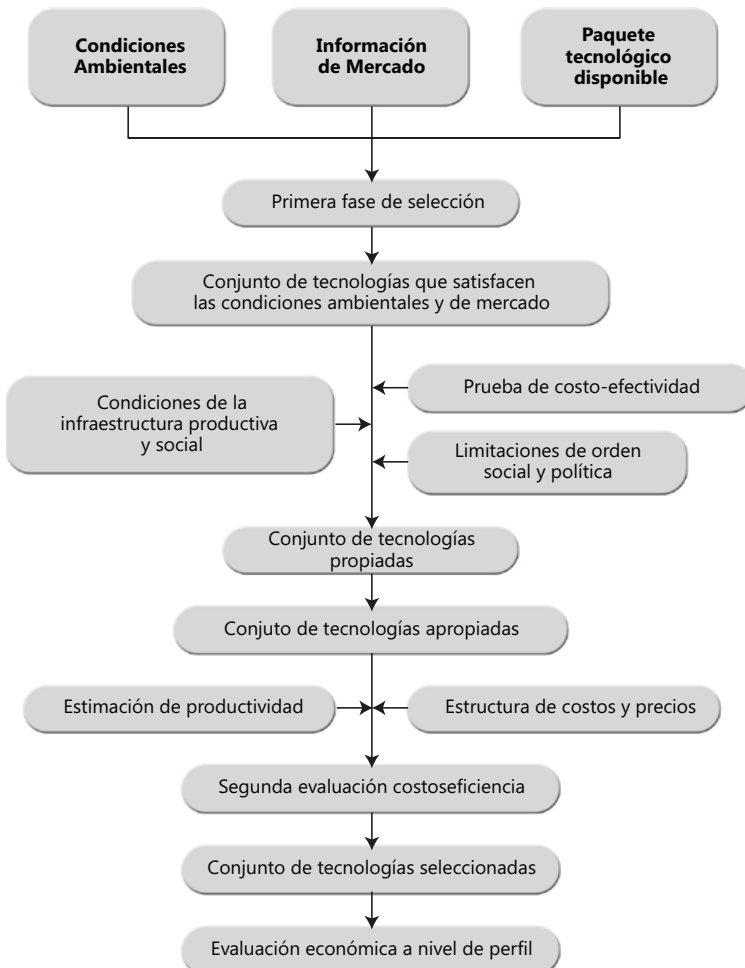 Condiciones
Ambientales
Información
de Mercado
Paquete
tecnológico
disponible
Primera fase de selección
Conjunto de tecnologías que satisfacen
las condiciones ambientales y de mercado
Prueba de costo-efectividad
Condiciones de la
infraestructura productiva
y social
Limitaciones de orden
social y política
Conjunto de tecnologías
propiadas
Conjuto de tecnologías apropiadas
Estimación de productividad
Estructura de costos y precios
Segunda evaluación costoseficiencia
Conjunto de tecnologías seleccionadas
Evaluación económica a nivel de perfil